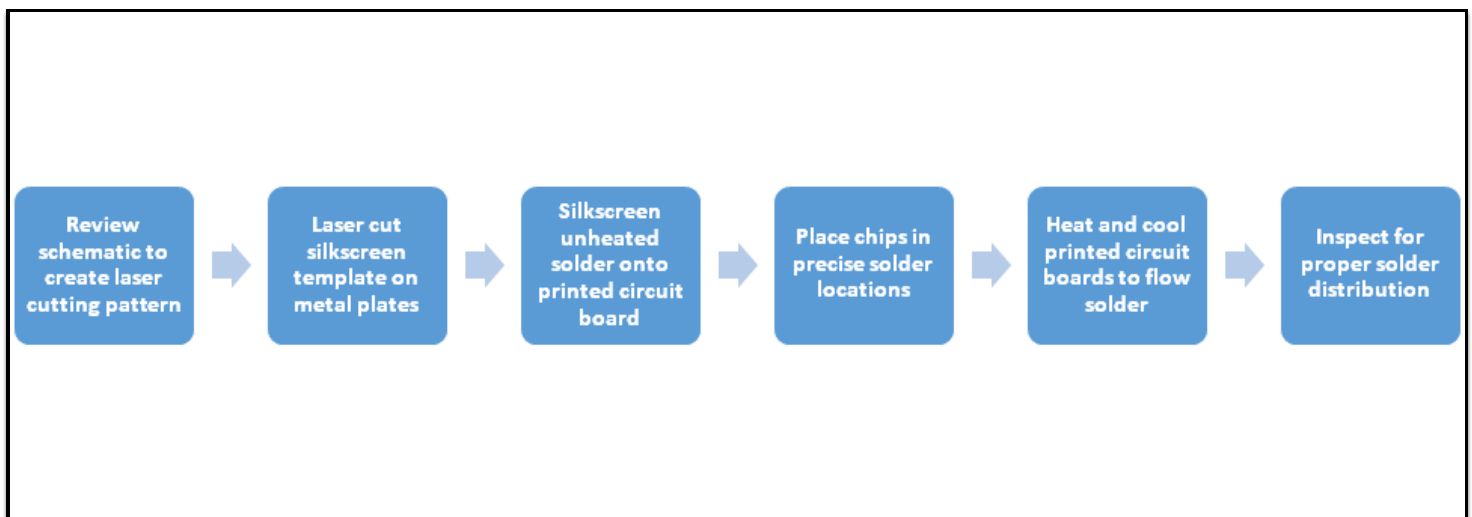 Review
schematic to
create laser
cutting pattern
Laser cut
silkscreen
template on
metal plates
Silkscreen
unheated
solder onto
printed circuit
board
Place chips in
precise solder
locations
Heat and cool
printed circuit
boards to flow
solder
Inspect for
proper solder
distribution